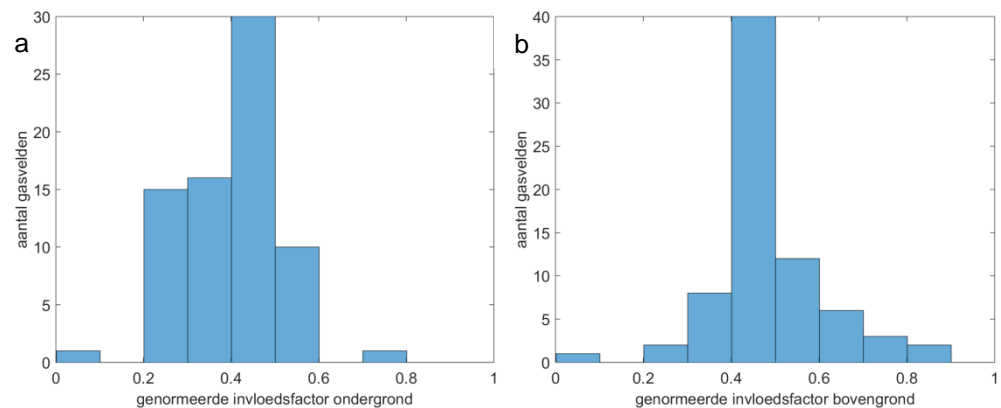 a
30
25
20
15
10
5
0
aantal gasvelden
0 0.2 0.4 0.6 0.8 1
genormeerde invloedsfactor ondergrond
b
40
35
30
25
20
15
10
5
0
aantal gasvelden
0 0.2 0.4 0.6 0.8 1
genormeerde invloedsfactor bovengrond